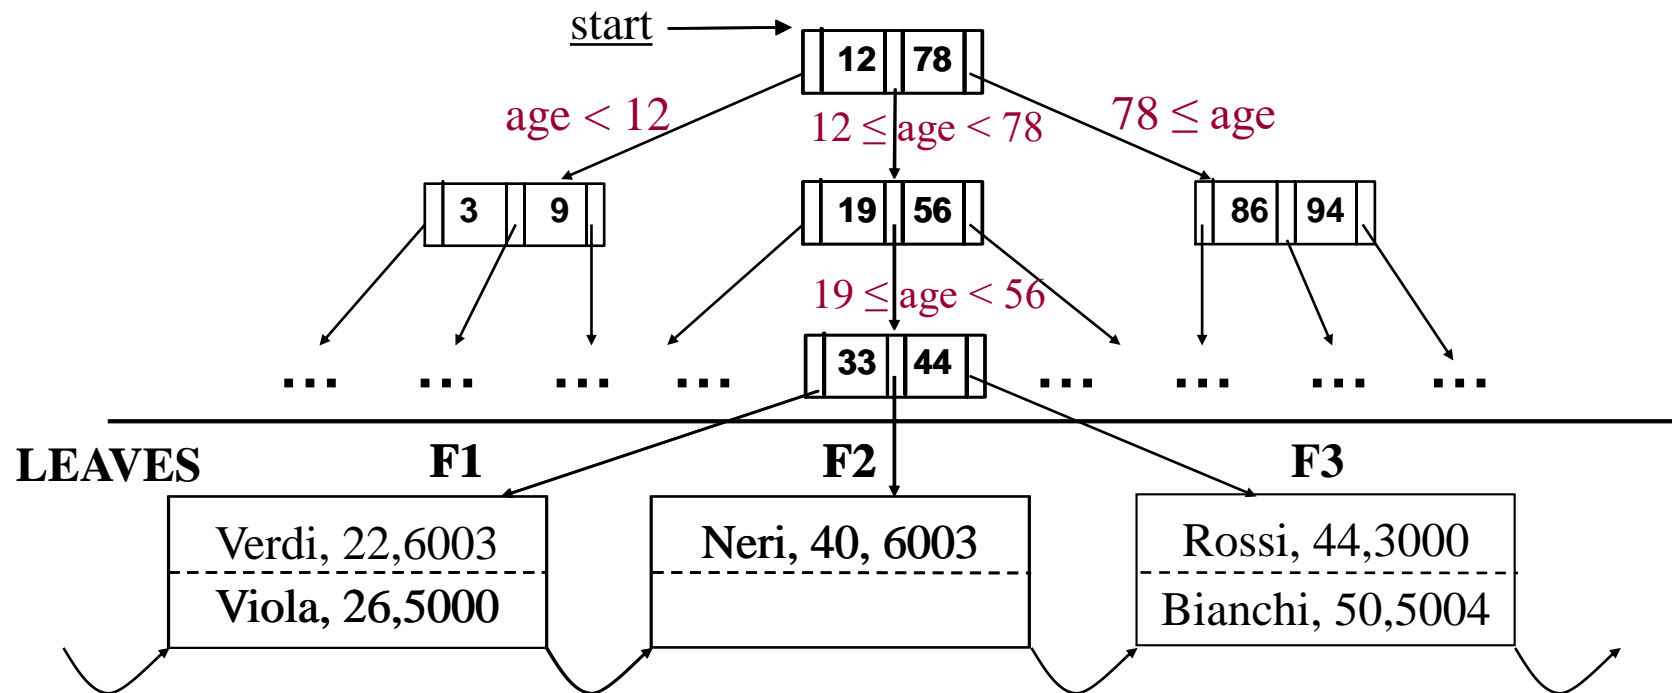 start
12 78
age < 12
12 ≤ age < 78
78 ≤ age
3 9
19 56
86 94
19 ≤ age < 56
33 44
... ... ... ... ... ... ... ...
LEAVES F1 F2 F3
Verdi, 22,6003
Viola, 26,5000
Neri, 40, 6003
Rossi, 44,3000
Bianchi, 50,5004